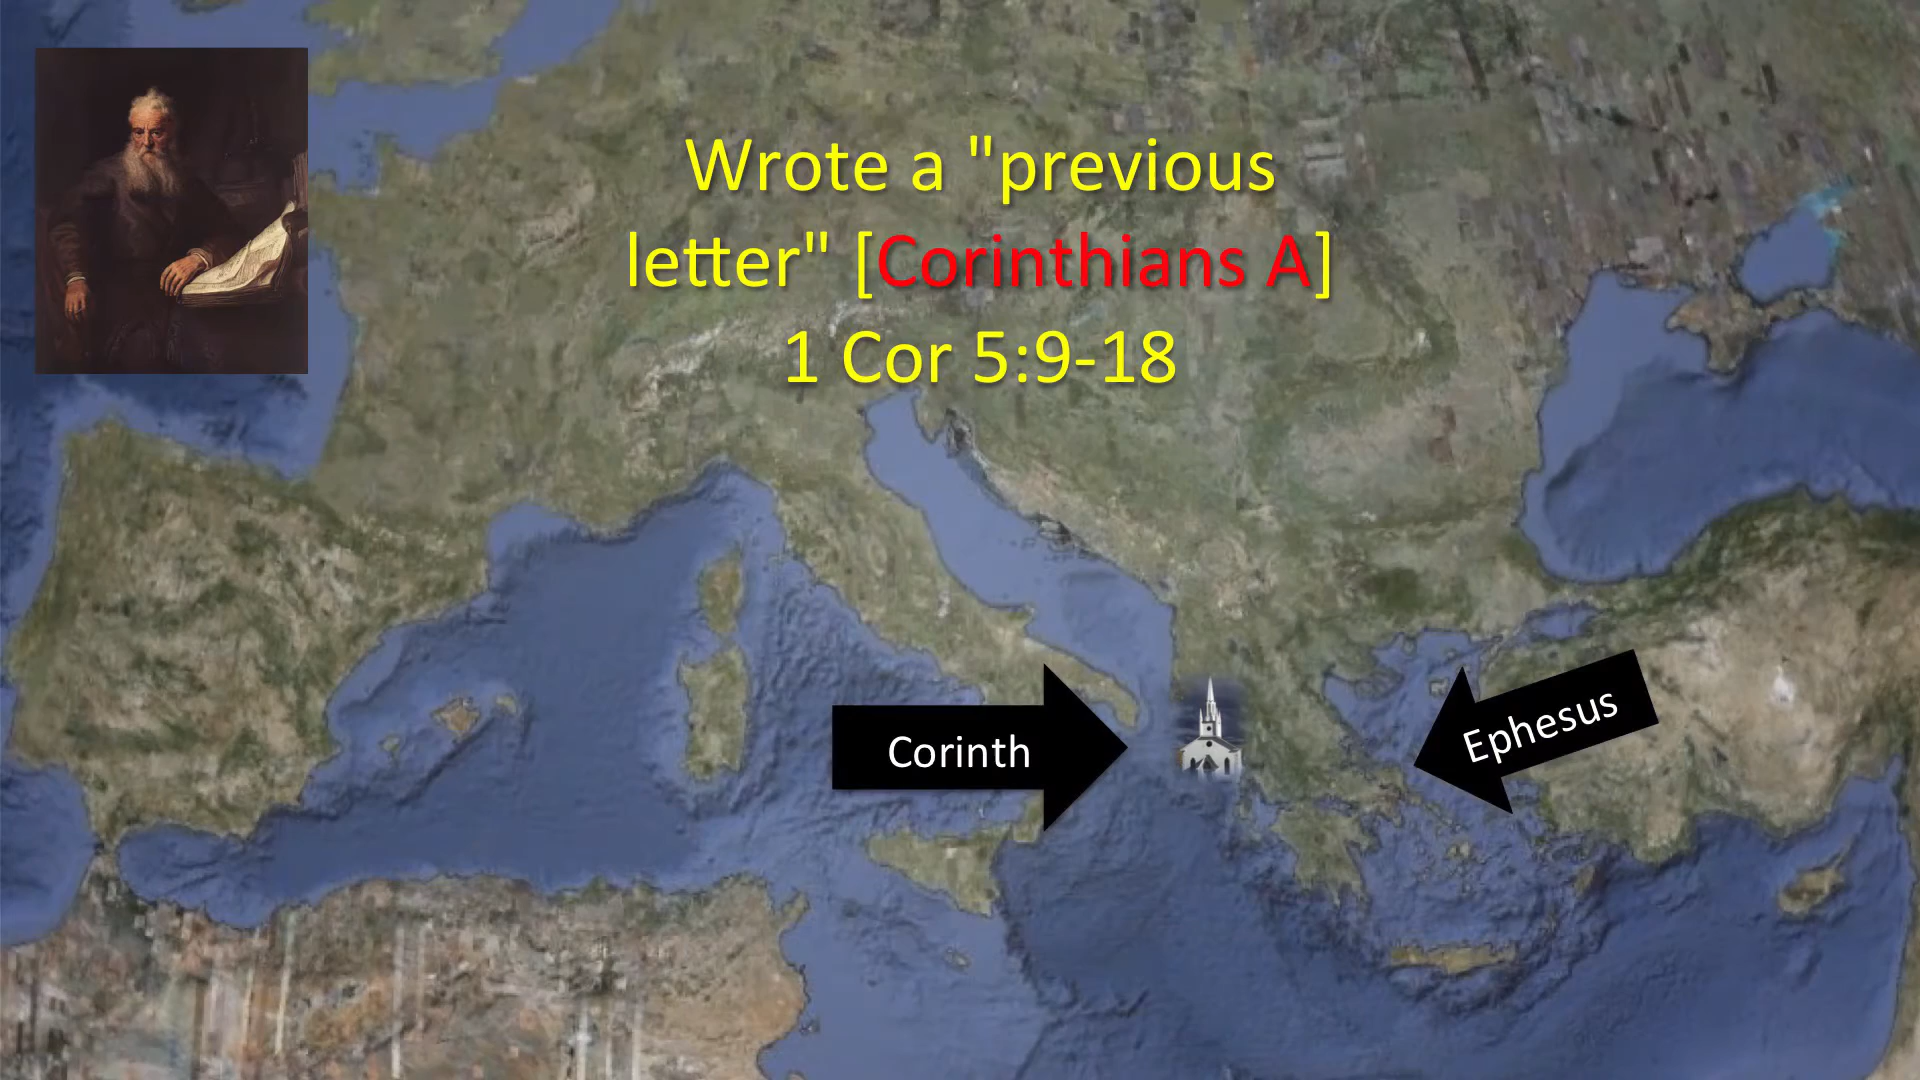 Wrote a "previous
letter" [Corinthians A]
1 Cor 5:9-18
Corinth
Ephesus